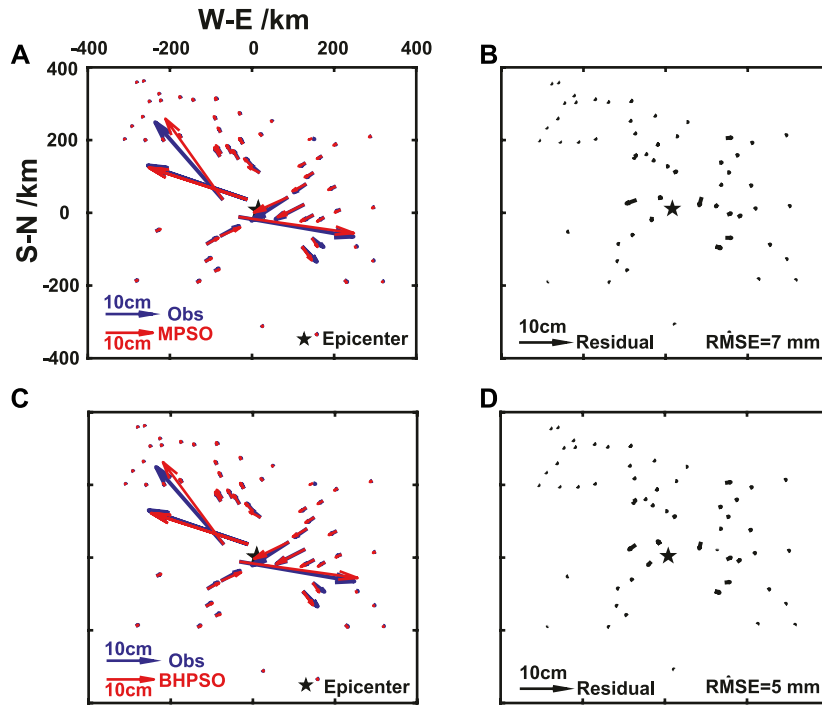 W-E /km
A
-400 -200 0 200 400
B
400
200
0
-200
-400
S-N /km
10cm
Obs
MPSO
10cm
Epicenter
10cm
Residual
RMSE=7 mm
C
D
10cm
Obs
BHPSO
10cm
Epicenter
10cm
Residual
RMSE=5 mm